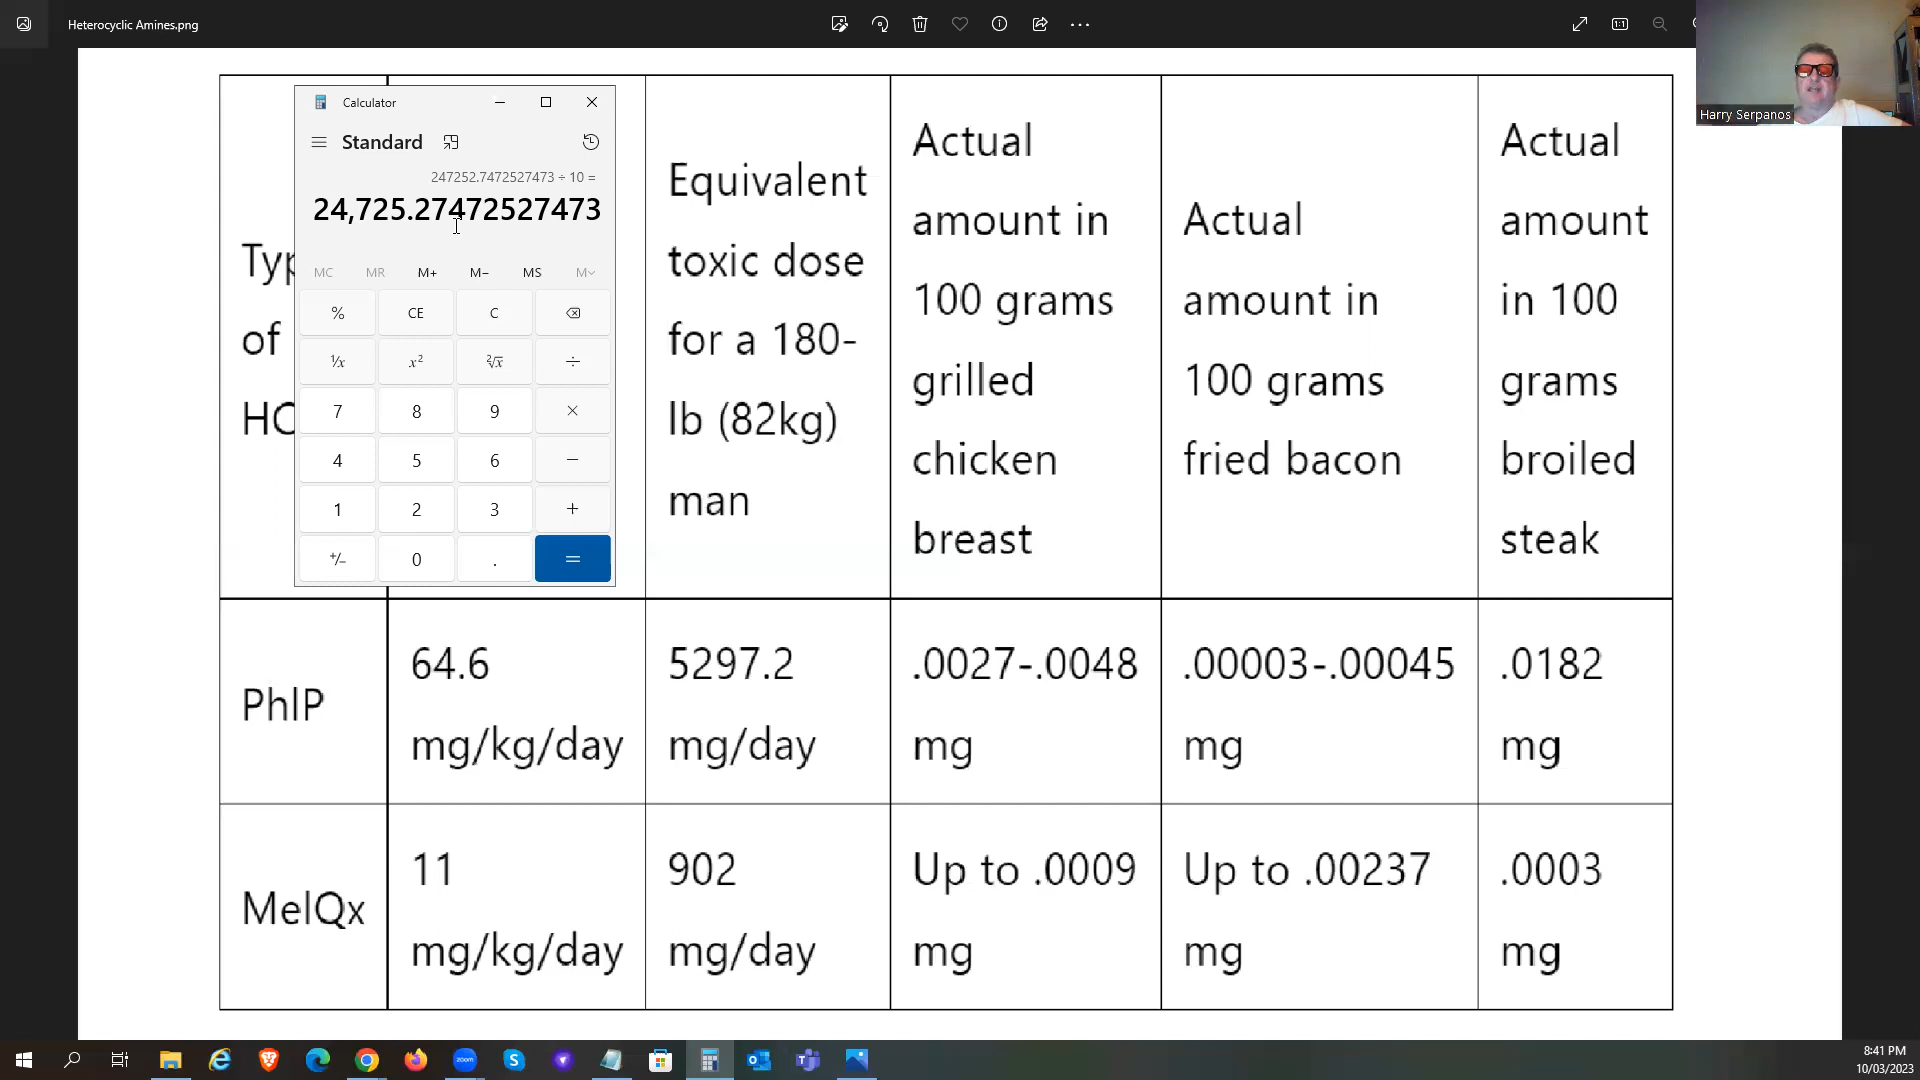 Heterocyclic Amines.png
Harry Serpanos
Calculator
Standard
247252.7472527473 ÷ 10 =
24,725.27472527473
MC MR M+ M− MS M
% CE C
¹⁄x x² ²√x ÷
7 8 9 ×
4 5 6 −
1 2 3 +
+/− 0 . =
of
Equivalent
toxic dose
for a 180-
lb (82kg)
man
Actual
amount in
100 grams
grilled
chicken
breast
Actual
amount in
100 grams
fried bacon
Actual
amount
in 100
grams
broiled
steak
PhlP
64.6
mg/kg/day
5297.2
mg/day
.0027-.0048
mg
.00003-.00045
mg
.0182
mg
MelQx
11
mg/kg/day
902
mg/day
Up to .0009
mg
Up to .00237
mg
.0003
mg
zoom
8:41 PM
10/03/2023